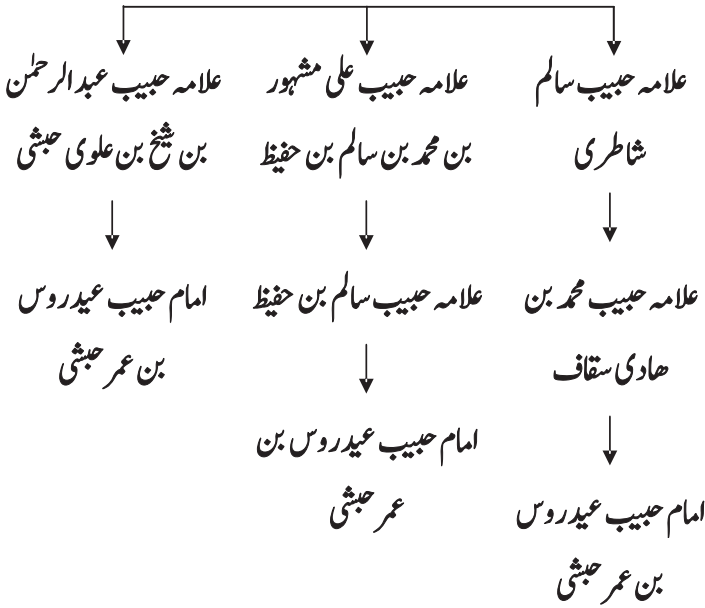 علامہ حبیب سالم
شاطری
علامہ حبیب محمد بن
ھادی سقاف
امام حبیب عیدروس
بن عمر حبشی
علامہ حبیب علی مشہور
بن محمد بن سالم بن حفیظ
علامہ حبیب سالم بن حفیظ
امام حبیب عیدروس بن
عمر حبشی
علامہ حبیب عبد الرحمٰن
بن شیخ بن علوی حبشی
امام حبیب عیدروس
بن عمر حبشی